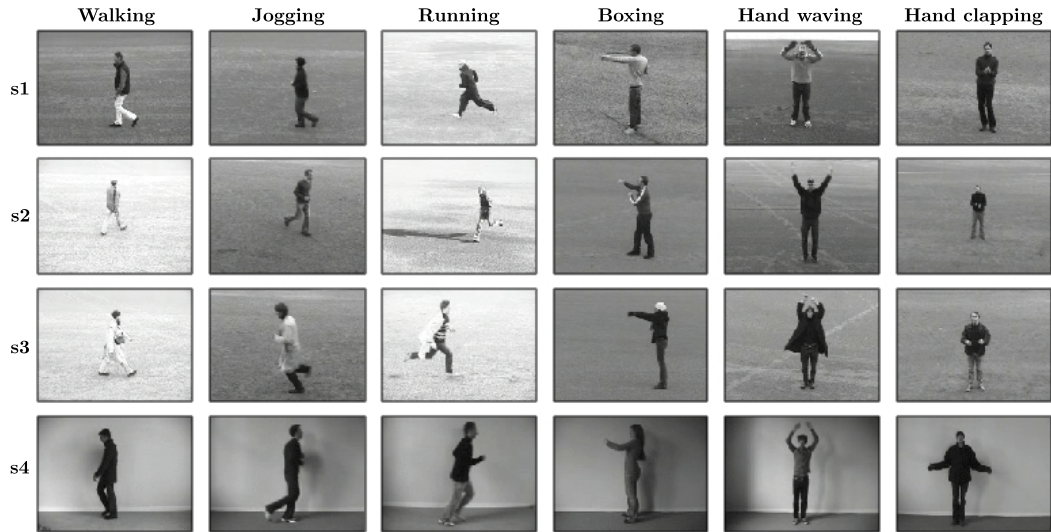 Walking Jogging Running Boxing Hand waving Hand clapping
s1
s2
s3
s4